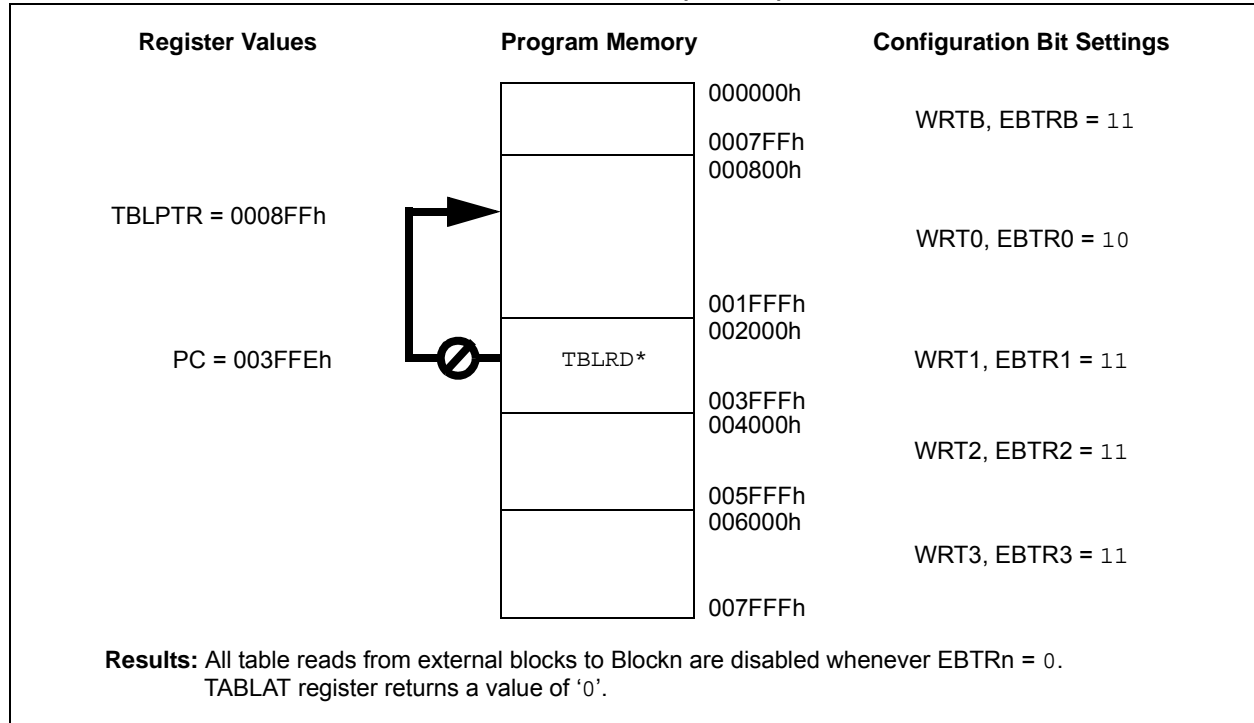 Register Values Program Memory Configuration Bit Settings
000000h
WRTB, EBTRB = 11
0007FFh
000800h
TBLPTR = 0008FFh
WRT0, EBTR0 = 10
001FFFh
002000h
PC = 003FFEh TBLRD* WRT1, EBTR1 = 11
003FFFh
004000h
WRT2, EBTR2 = 11
005FFFh
006000h
WRT3, EBTR3 = 11
007FFFh
Results: All table reads from external blocks to Blockn are disabled whenever EBTRn = 0.
TABLAT register returns a value of ‘0’.